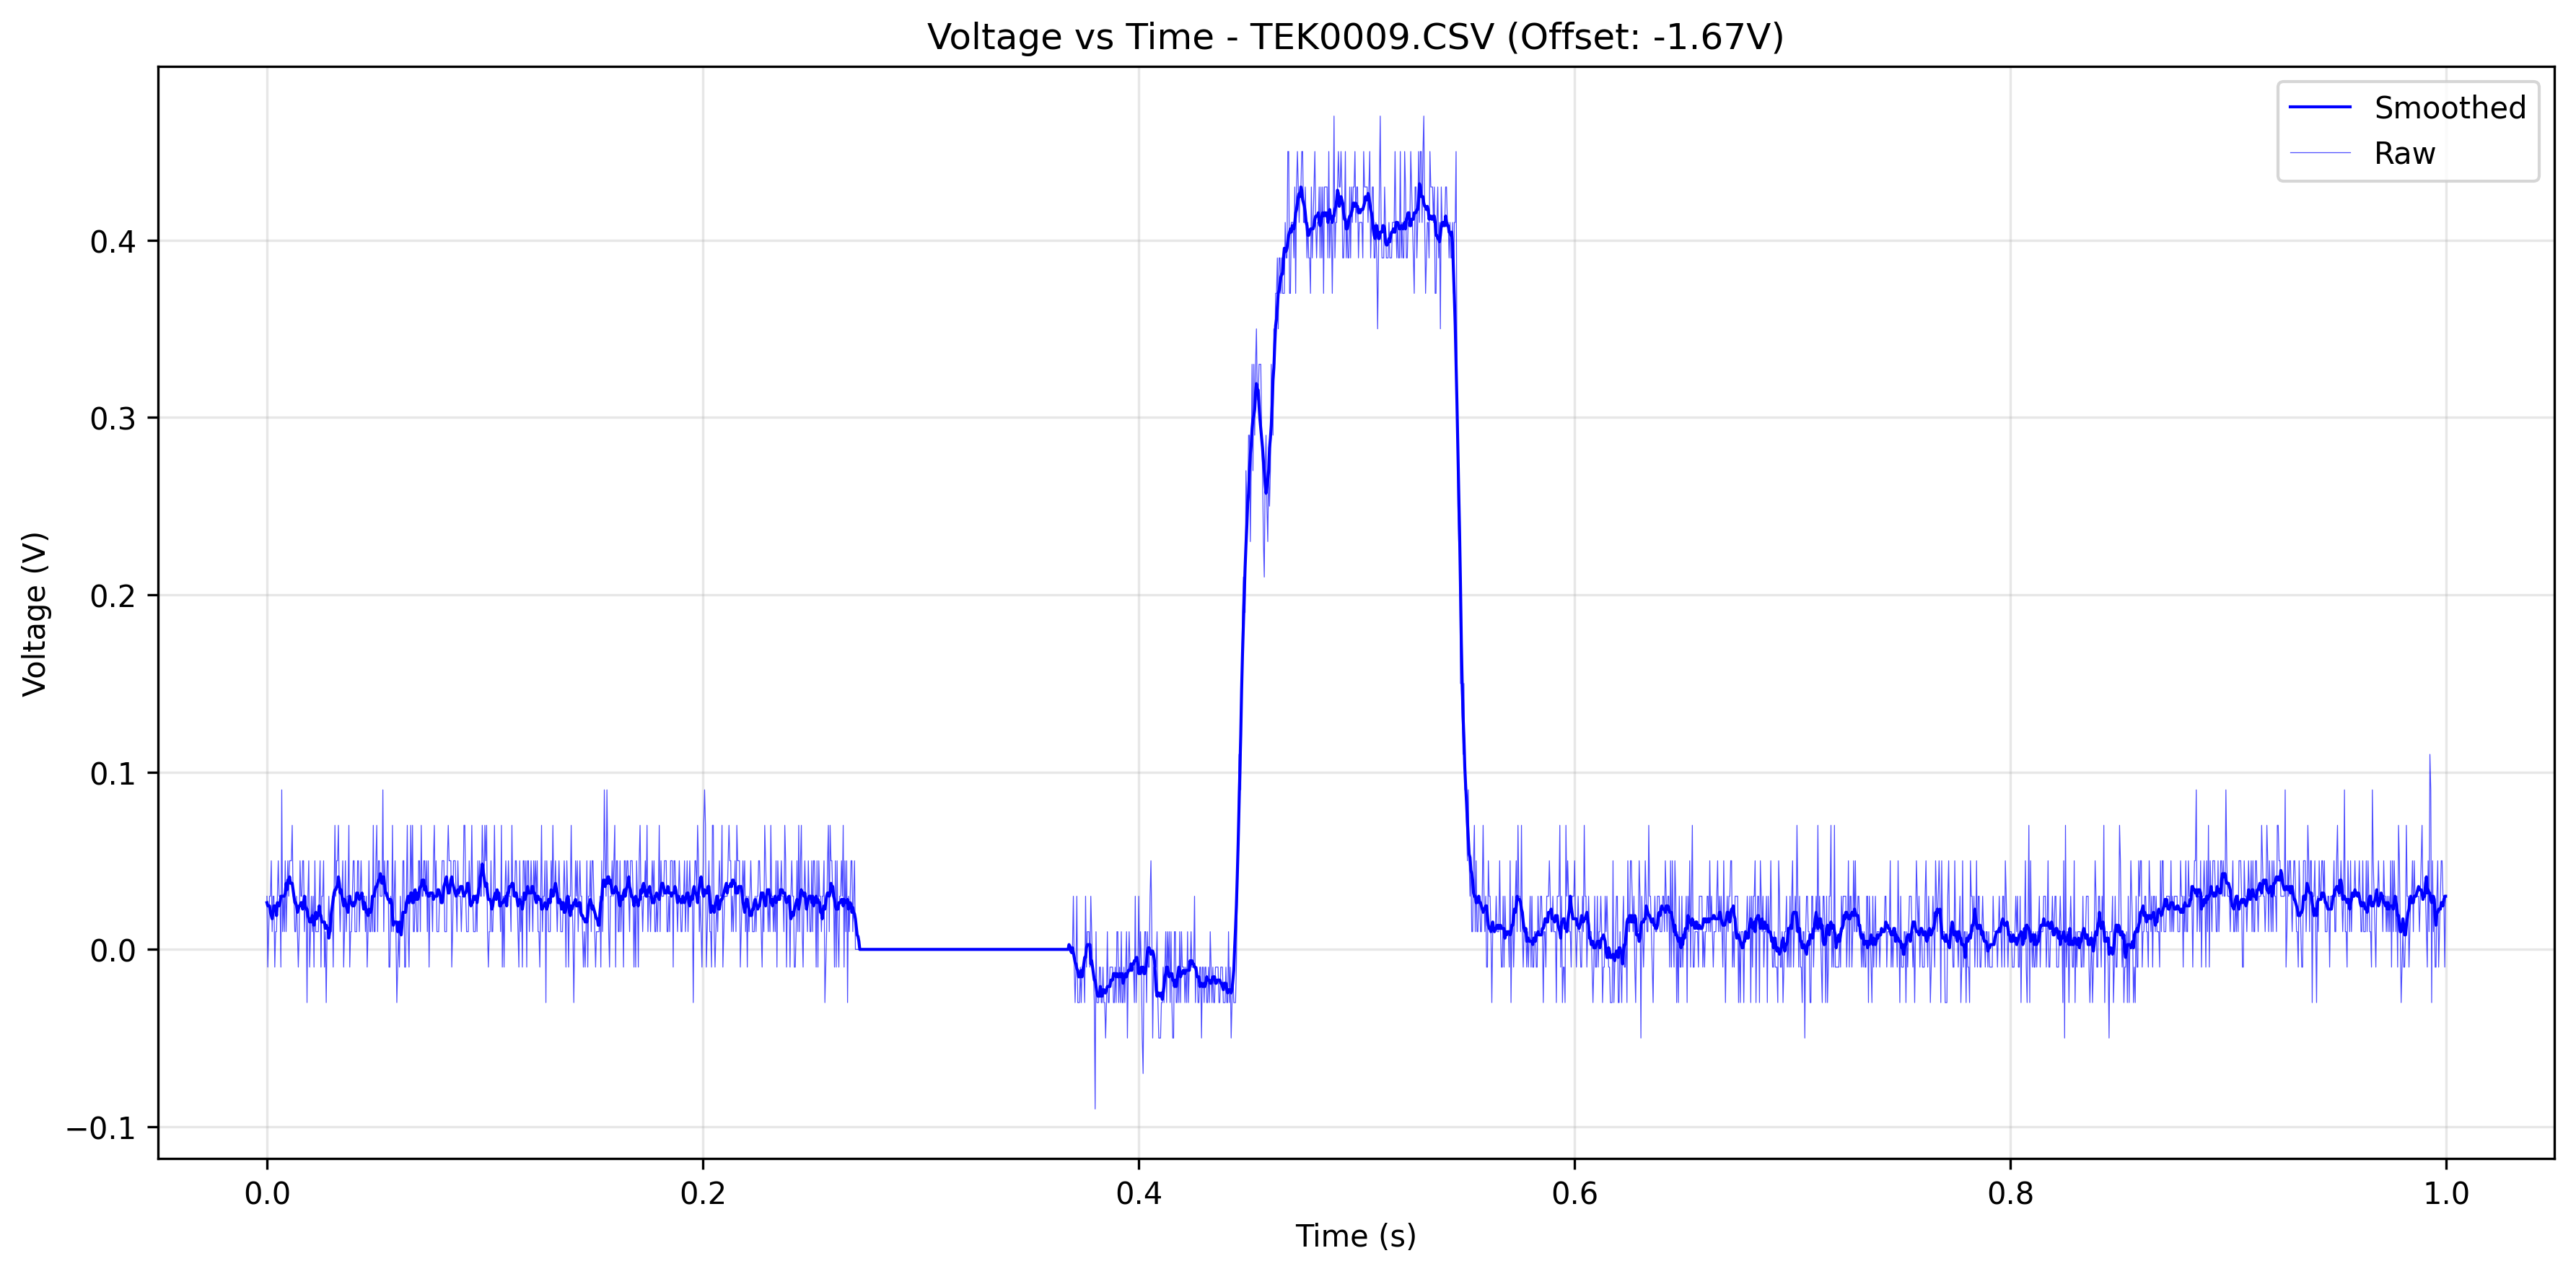 Voltage vs Time - TEK0009.CSV (Offset: -1.67V)
Smoothed
Raw
Voltage (V)
0.4
0.3
0.2
0.1
0.0
−0.1
0.0 0.2 0.4 0.6 0.8 1.0
Time (s)